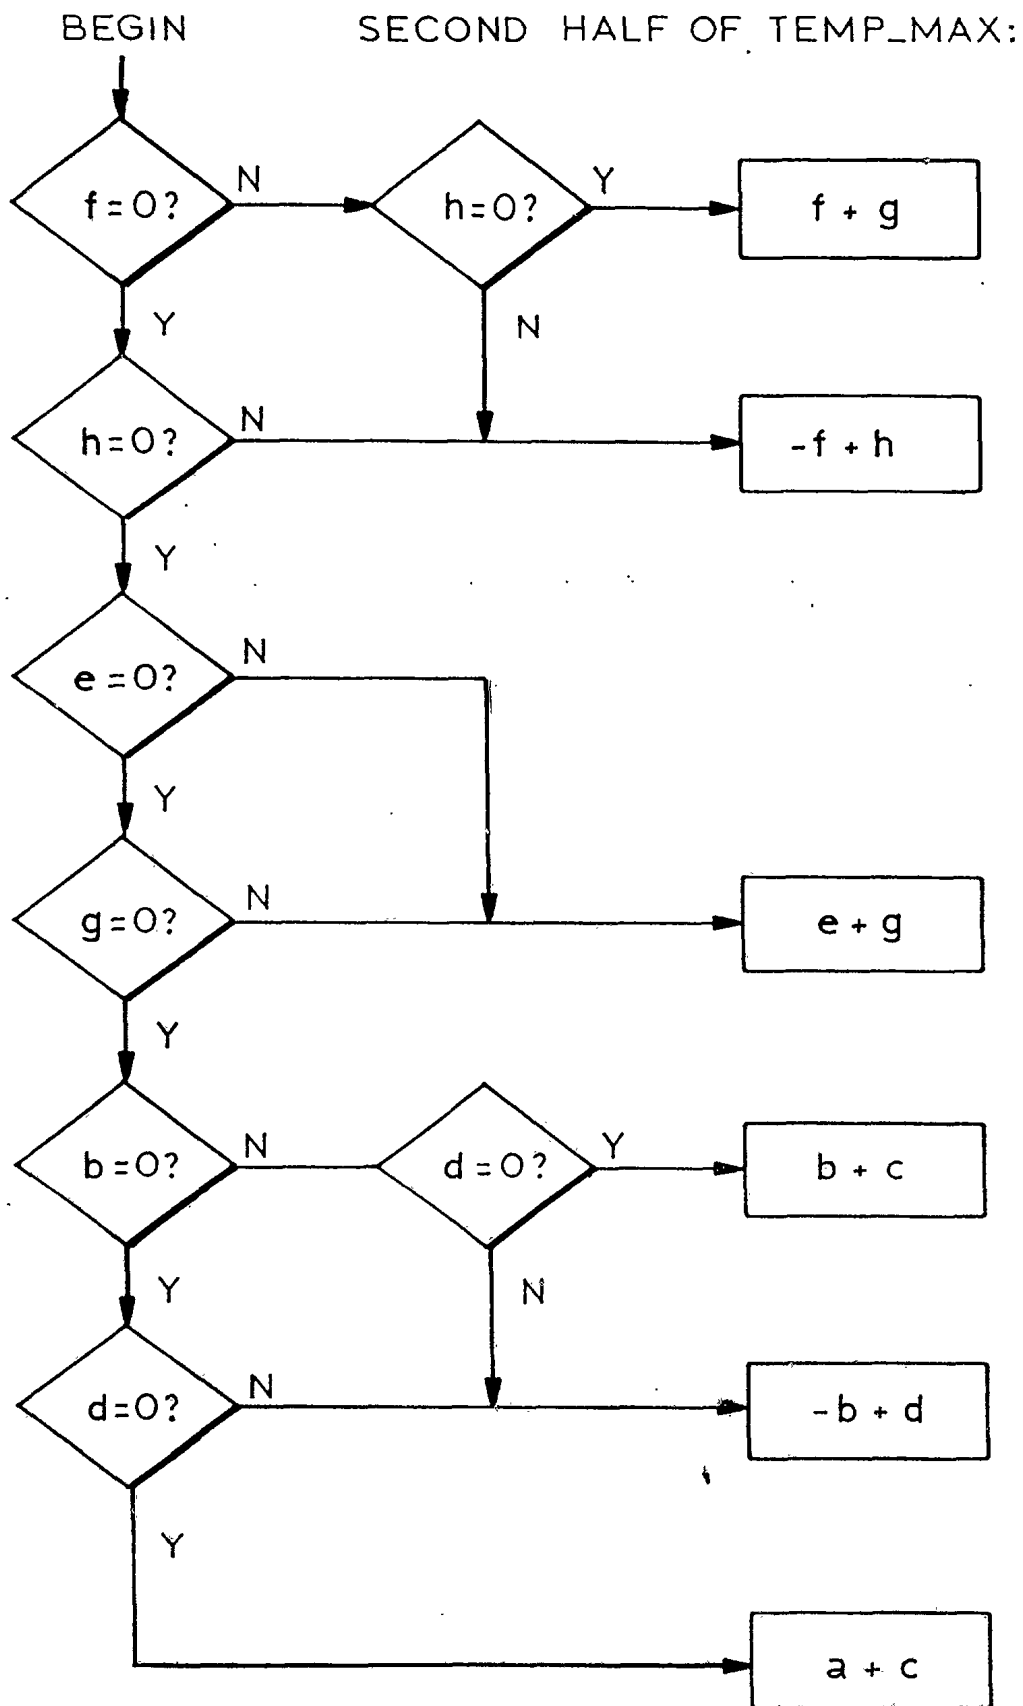 BEGIN SECOND HALF OF TEMP_MAX:
f=0? N h=0? Y f + g
Y N
h=0? N -f + h
Y
e=0? N
Y
g=0? N e + g
Y
b=0? N d=0? Y b + c
Y N
d=0? N -b + d
Y
a + c